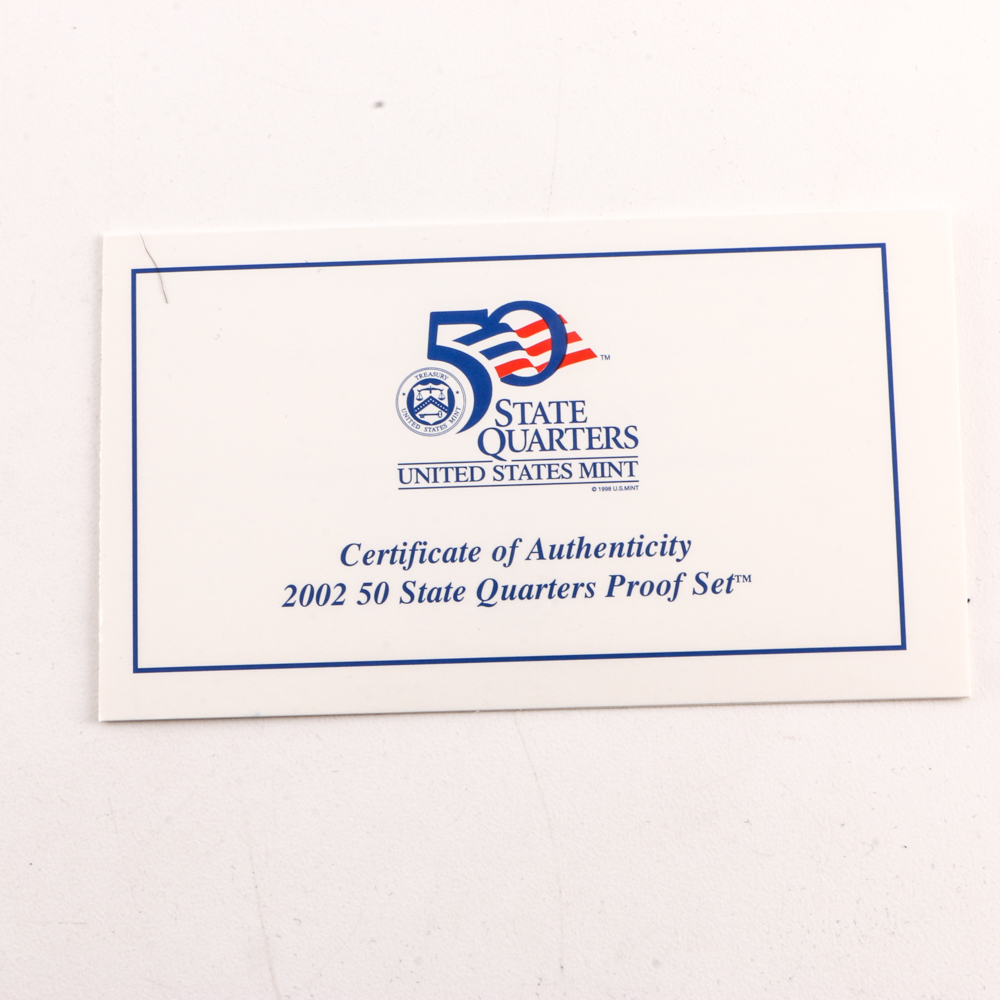 50
TM
TREASURY
UNITED STATES MINT
STATE
QUARTERS
UNITED STATES MINT
© 1998 U.S.MINT
Certificate of Authenticity
2002 50 State Quarters Proof Set™